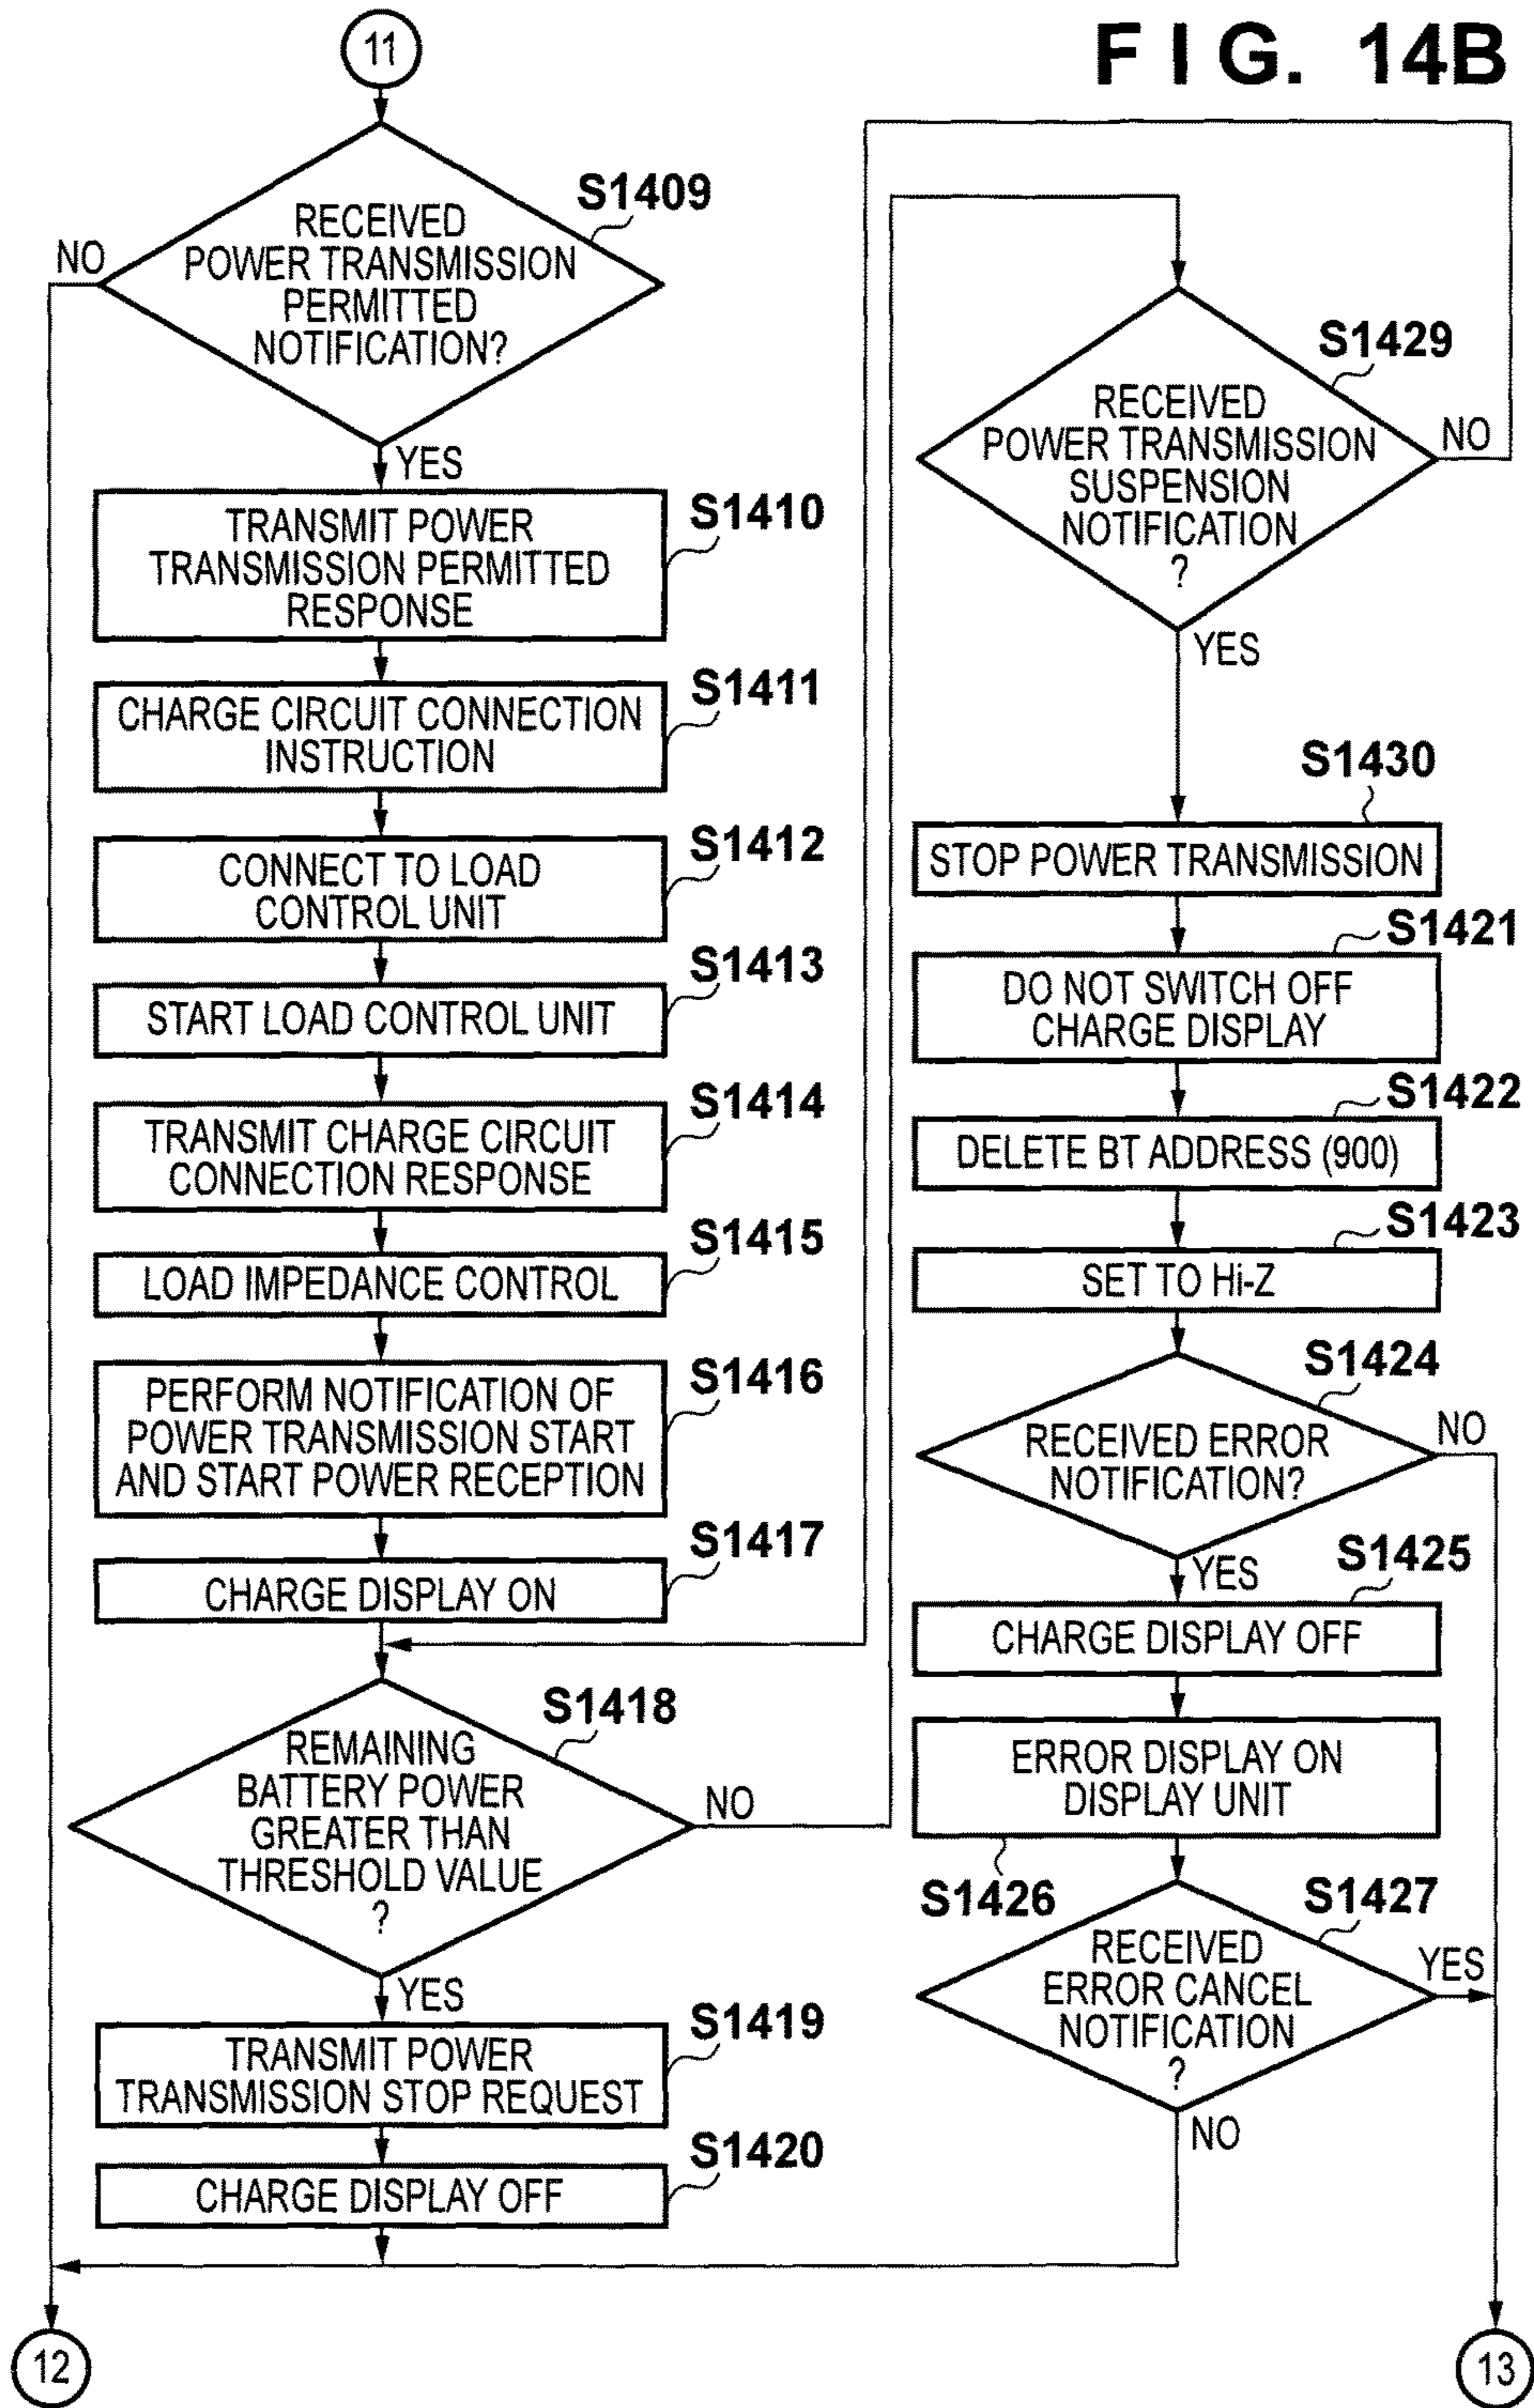 FIG. 14B
11
S1409
RECEIVED
POWER TRANSMISSION
PERMITTED
NOTIFICATION?
NO
YES
S1410
TRANSMIT POWER
TRANSMISSION PERMITTED
RESPONSE
S1411
CHARGE CIRCUIT CONNECTION
INSTRUCTION
S1412
CONNECT TO LOAD
CONTROL UNIT
S1413
START LOAD CONTROL UNIT
S1414
TRANSMIT CHARGE CIRCUIT
CONNECTION RESPONSE
S1415
LOAD IMPEDANCE CONTROL
S1416
PERFORM NOTIFICATION OF
POWER TRANSMISSION START
AND START POWER RECEPTION
S1417
CHARGE DISPLAY ON
S1418
REMAINING
BATTERY POWER
GREATER THAN
THRESHOLD VALUE
?
NO
YES
S1419
TRANSMIT POWER
TRANSMISSION STOP REQUEST
S1420
CHARGE DISPLAY OFF
12
S1429
RECEIVED
POWER TRANSMISSION
SUSPENSION
NOTIFICATION
?
NO
YES
S1430
STOP POWER TRANSMISSION
S1421
DO NOT SWITCH OFF
CHARGE DISPLAY
S1422
DELETE BT ADDRESS (900)
S1423
SET TO Hi-Z
S1424
RECEIVED ERROR
NOTIFICATION?
NO
YES
S1425
CHARGE DISPLAY OFF
ERROR DISPLAY ON
DISPLAY UNIT
S1426
S1427
RECEIVED
ERROR CANCEL
NOTIFICATION
?
YES
NO
13